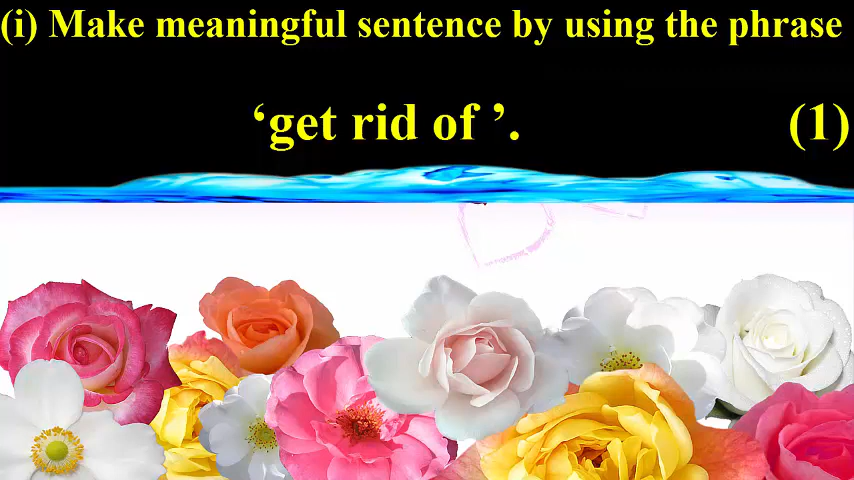 (i) Make meaningful sentence by using the phrase
‘get rid of ’. (1)